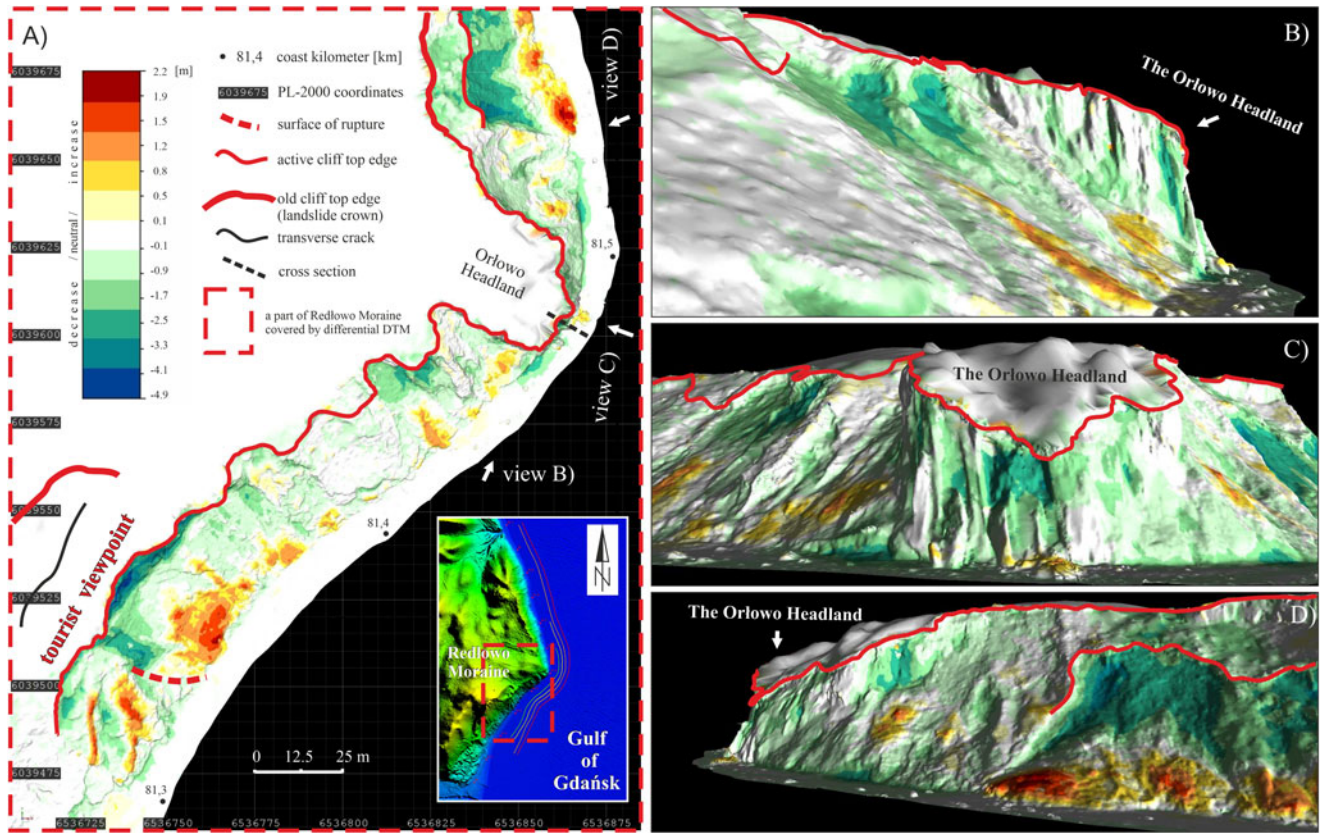 A)
2.2 [m]
1.9
1.5
1.2
0.8
0.5
0.1
-0.1
-0.9
-1.7
-2.5
-3.3
-4.1
-4.9
increase
/ neutral /
decrease
81,4 coast kilometer [km]
6039675 PL-2000 coordinates
surface of rupture
active cliff top edge
old cliff top edge
(landslide crown)
transverse crack
cross section
a part of Redłowo Moraine
covered by differential DTM
6039675
6039650
6039625
6039600
6039575
6039550
6039525
6039500
6039475
view D)
81,5
Orłowo
Headland
view C)
view B)
81,4
tourist viewpoint
81,3
0 12.5 25 m
N
Redłowo
Moraine
Gulf
of
Gdańsk
6536725 6536750 6536775 6536800 6536825 6536850 6536875
B)
The Orłowo Headland
C)
The Orłowo Headland
D)
The Orłowo Headland